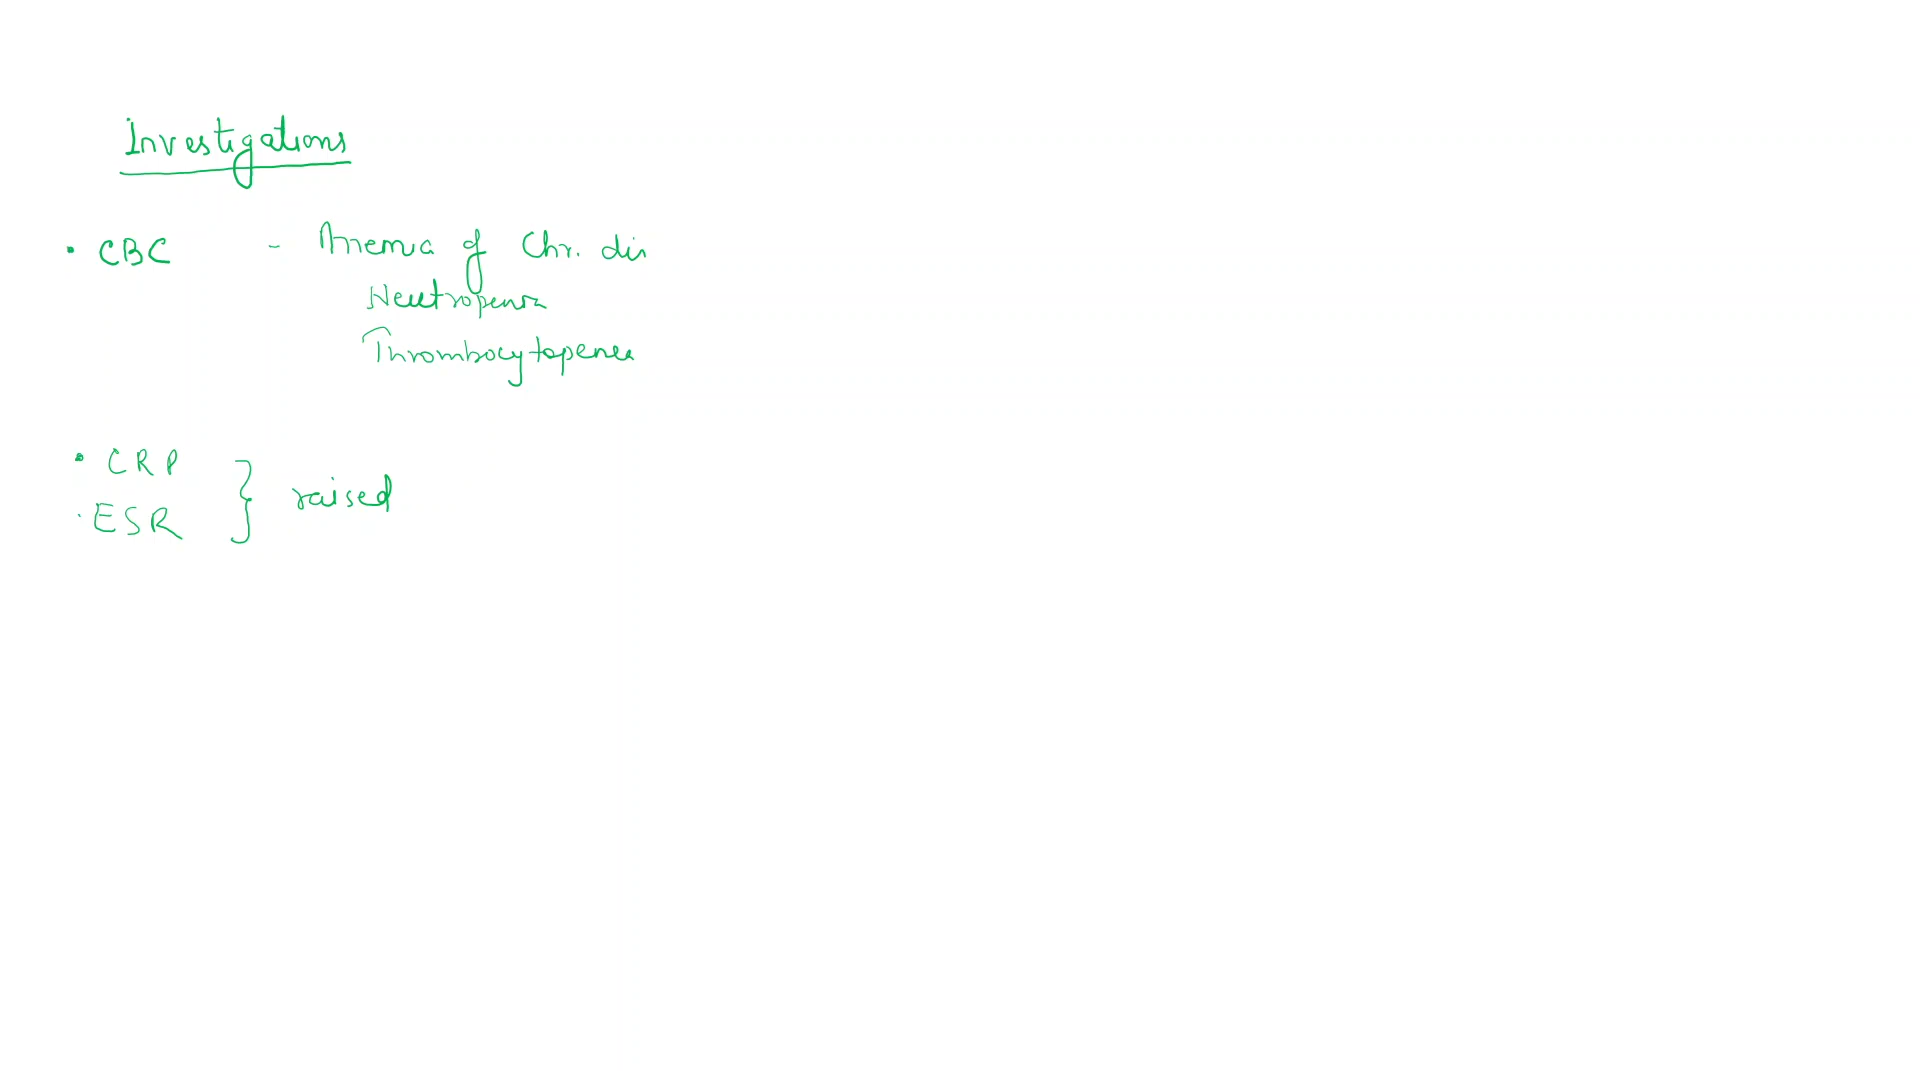 Investigations
• CBC - Anemia of Chr. dis
Neutropenia
Thrombocytopenia
• CRP
• ESR } raised